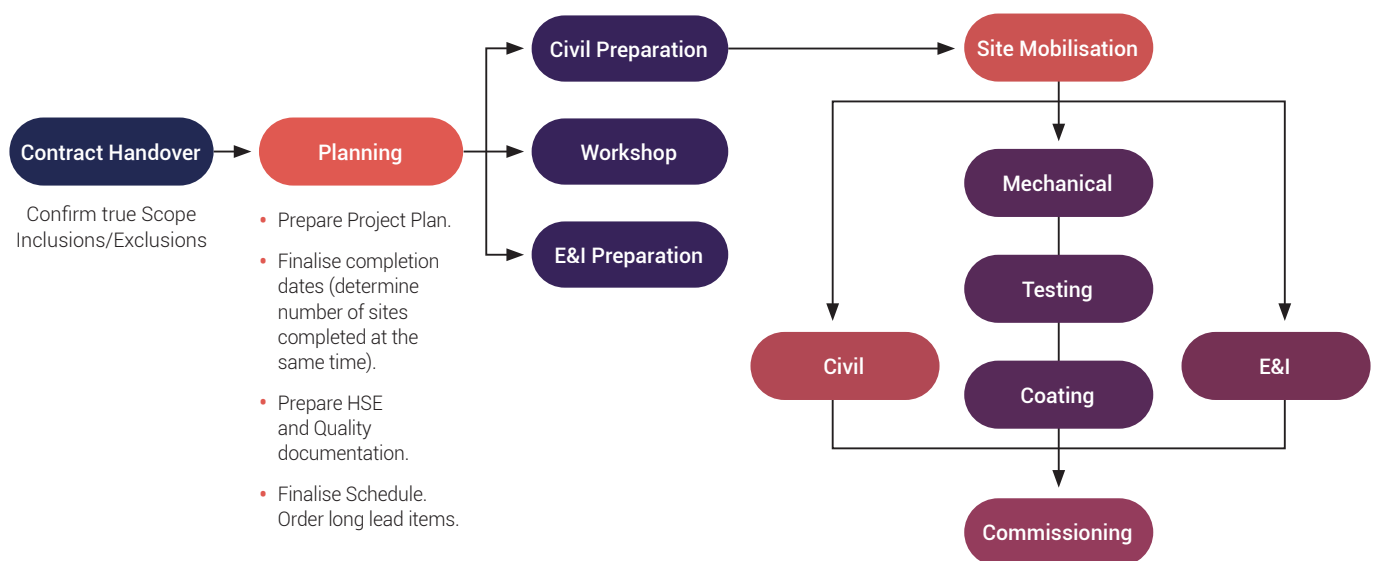 Contract Handover
Confirm true Scope
Inclusions/Exclusions
Planning
• Prepare Project Plan.
• Finalise completion
dates (determine
number of sites
completed at the
same time).
• Prepare HSE
and Quality
documentation.
• Finalise Schedule.
Order long lead items.
Civil Preparation
Workshop
E&I Preparation
Site Mobilisation
Mechanical
Testing
Coating
Civil
E&I
Commissioning